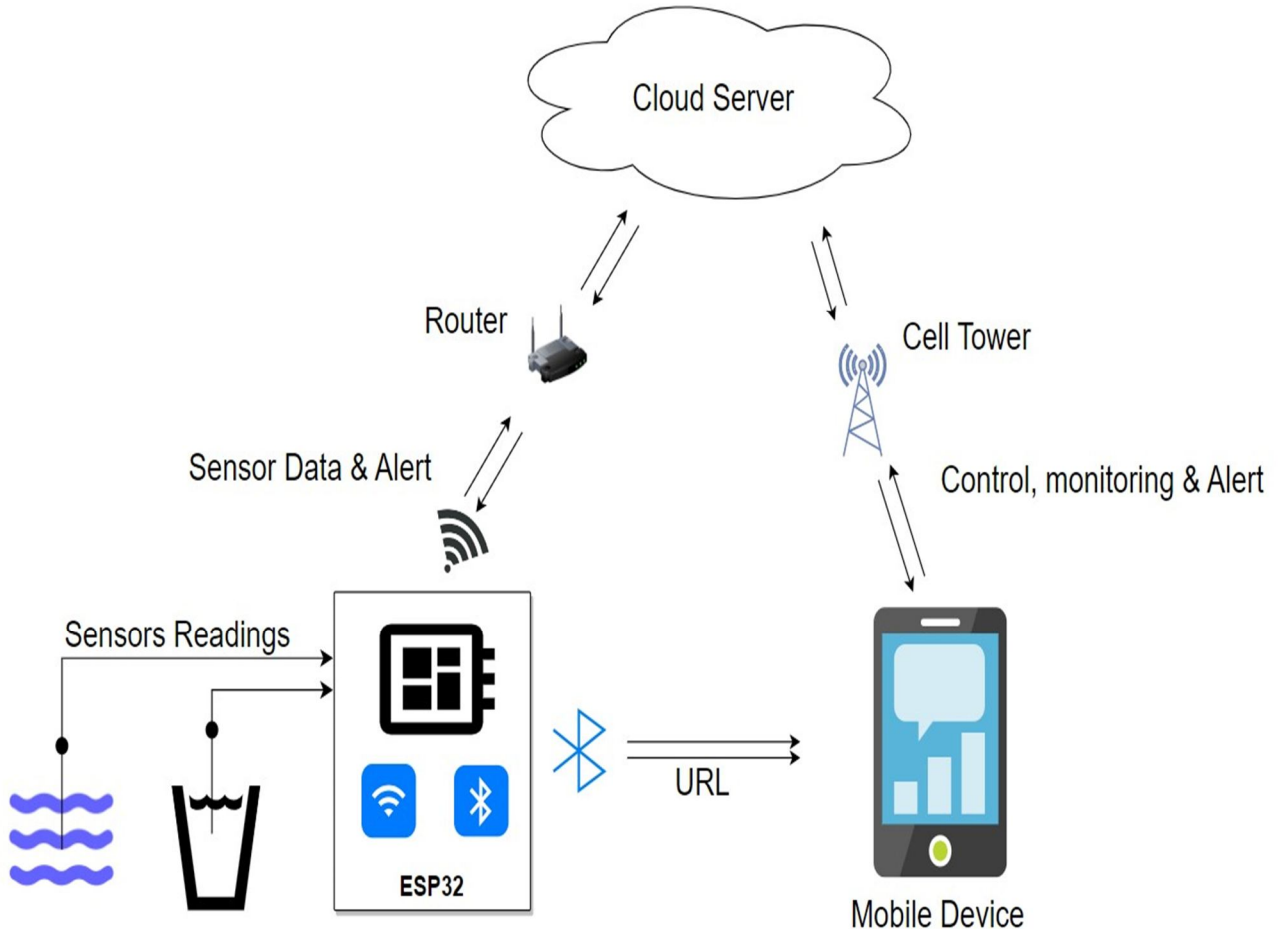 Cloud Server
Router
Cell Tower
Sensor Data & Alert
Control, monitoring & Alert
Sensors Readings
URL
ESP32
Mobile Device